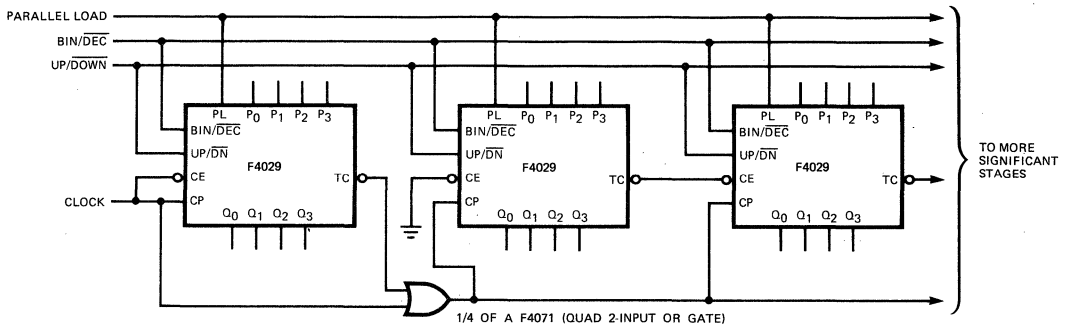 PARALLEL LOAD
BIN/DEC
UP/DOWN
PL P0 P1 P2 P3
BIN/DEC
UP/DN
F4029
CE
TC
CP
Q0 Q1 Q2 Q3
PL P0 P1 P2 P3
BIN/DEC
UP/DN
F4029
CE
TC
CP
Q0 Q1 Q2 Q3
PL P0 P1 P2 P3
BIN/DEC
UP/DN
F4029
CE
TC
CP
Q0 Q1 Q2 Q3
CLOCK
TO MORE
SIGNIFICANT
STAGES
1/4 OF A F4071 (QUAD 2-INPUT OR GATE)